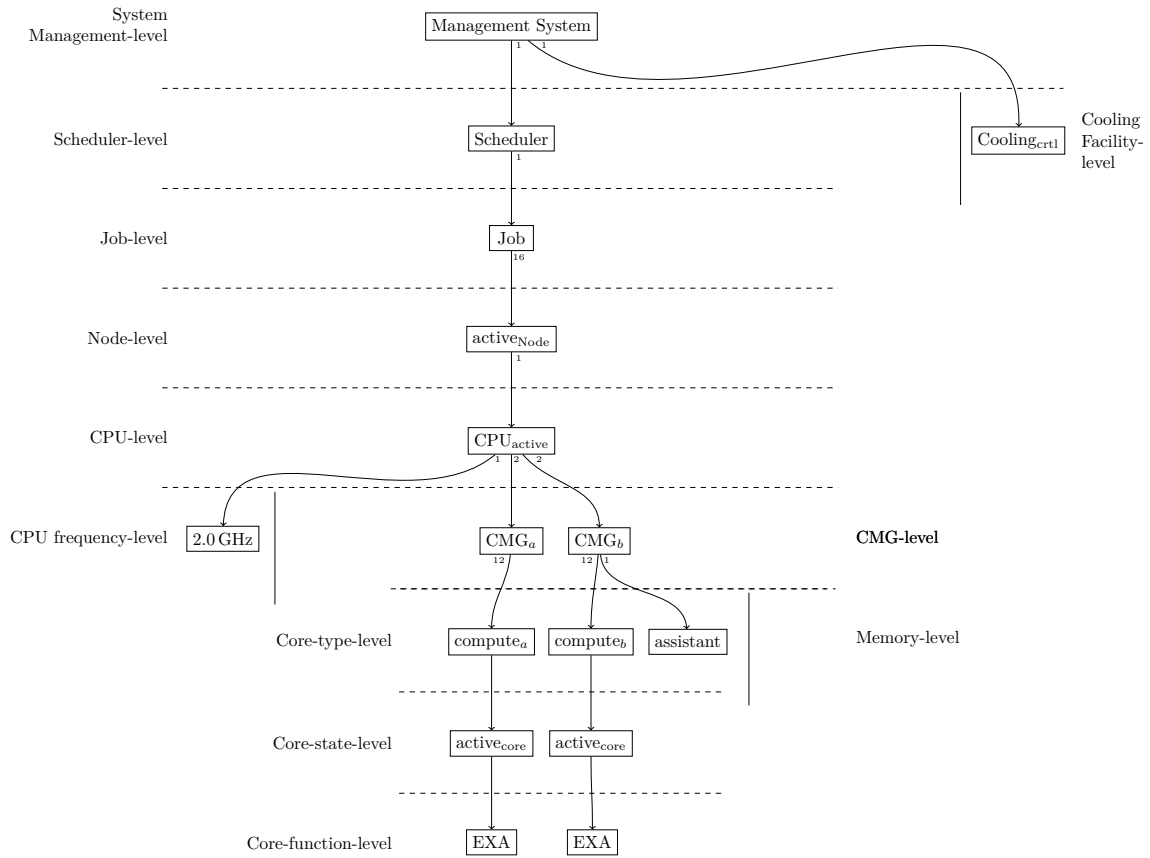 System
Management-level
Management System
1 1
Scheduler-level
Scheduler
1
Cooling_crtl
Cooling
Facility-
level
Job-level
Job
16
Node-level
active_Node
1
CPU-level
CPU_active
1 2 2
CPU frequency-level
2.0 GHz
CMG_a
CMG_b
CMG-level
12 12 1
Core-type-level
compute_a
compute_b
assistant
Memory-level
Core-state-level
active_core
active_core
Core-function-level
EXA
EXA